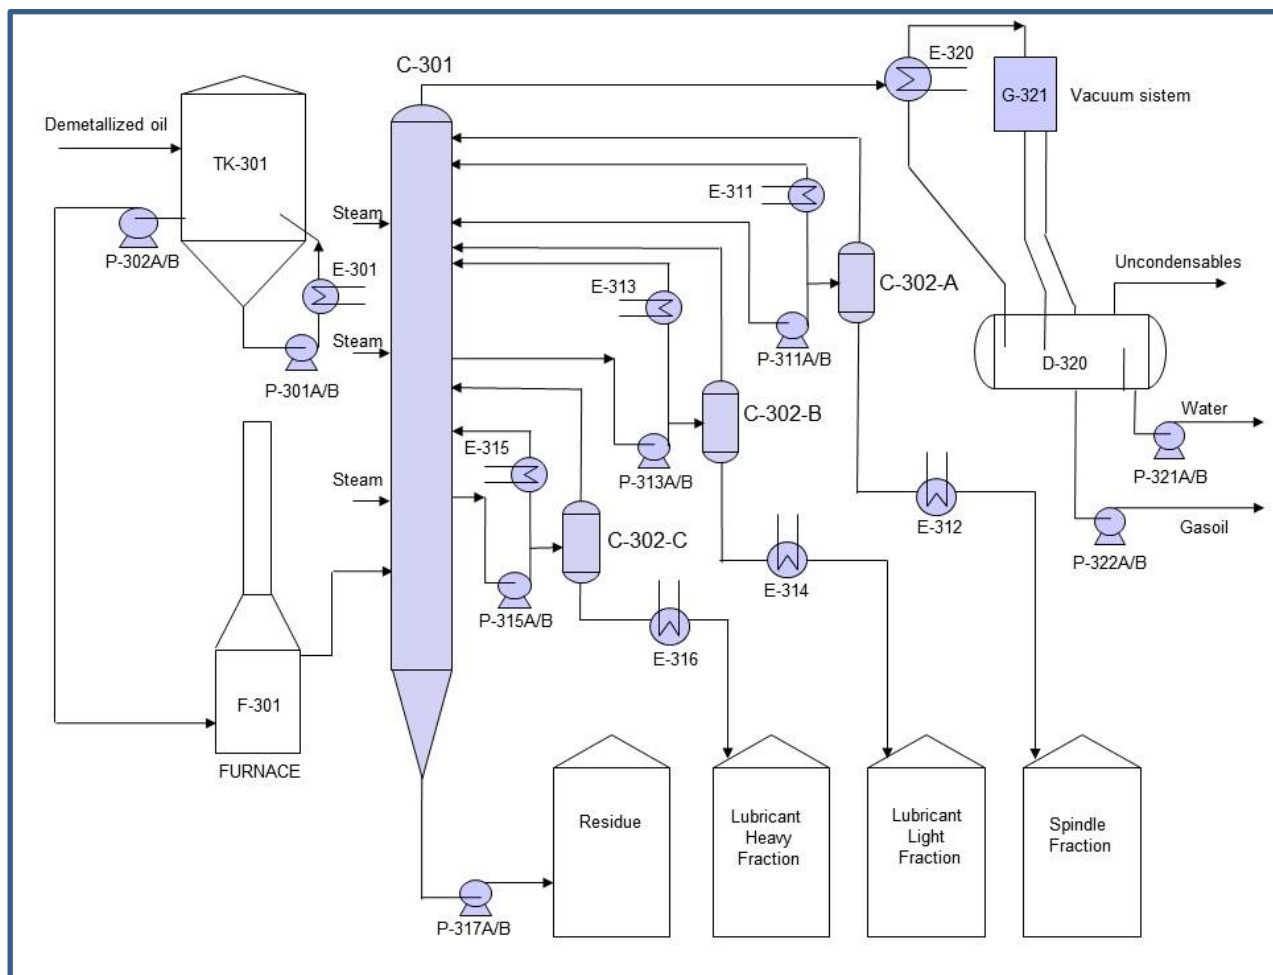 C-301
E-320
G-321
Vacuum sistem
Demetallized oil
TK-301
E-311
Steam
P-302A/B
E-301
E-313
C-302-A
Uncondensables
Steam
P-301A/B
P-311A/B
D-320
C-302-B
Water
E-315
P-313A/B
P-321A/B
Steam
E-312
Gasoil
C-302-C
P-322A/B
E-314
P-315A/B
E-316
F-301
FURNACE
Residue
Lubricant
Heavy
Fraction
Lubricant
Light
Fraction
Spindle
Fraction
P-317A/B